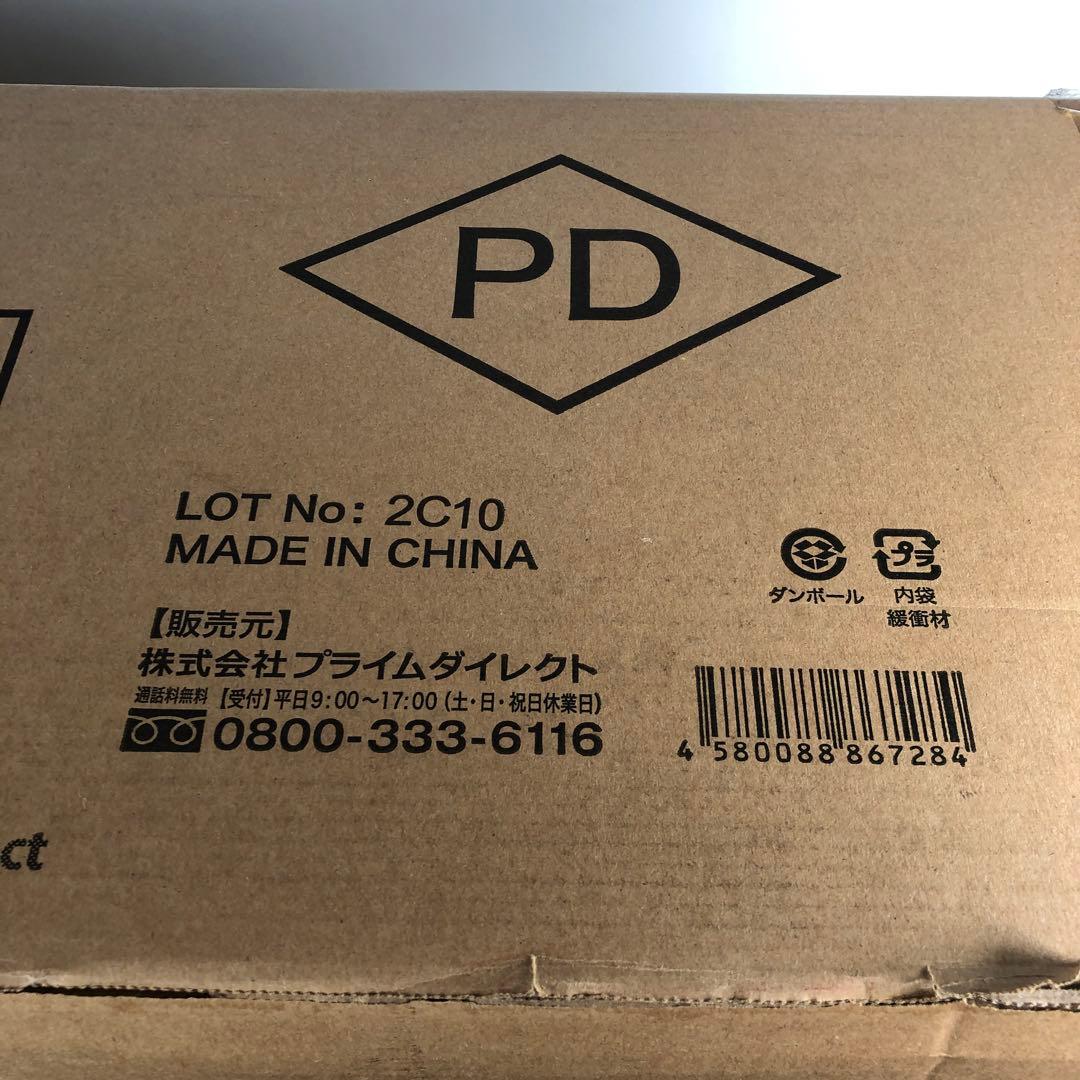 PD
LOT No: 2C10
MADE IN CHINA
【販売元】
株式会社プライムダイレクト
通話料無料 【受付】平日9:00〜17:00（土・日・祝日休業日）
0800-333-6116
ダンボール
プラ
内袋
緩衝材
4 580088 867284
ct